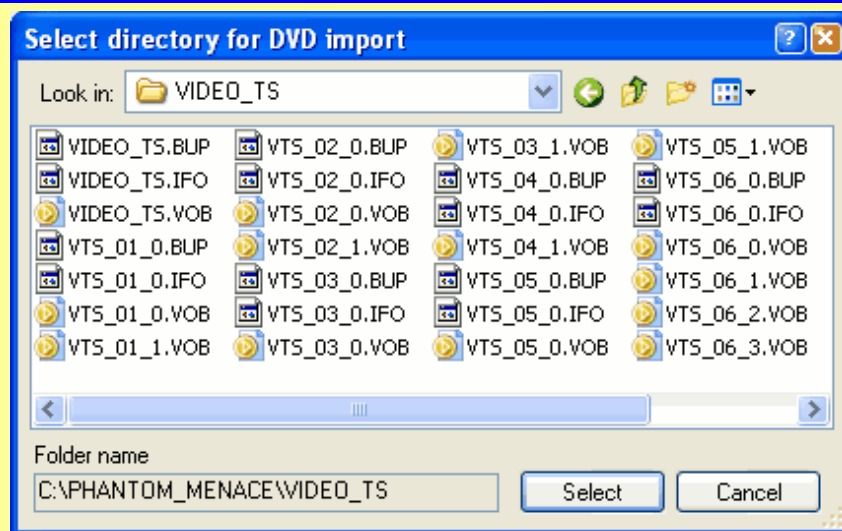 Select directory for DVD import
Look in: VIDEO_TS
VIDEO_TS.BUP VTS_02_0.BUP VTS_03_1.VOB VTS_05_1.VOB
VIDEO_TS.IFO VTS_02_0.IFO VTS_04_0.BUP VTS_06_0.BUP
VIDEO_TS.VOB VTS_02_0.VOB VTS_04_0.IFO VTS_06_0.IFO
VTS_01_0.BUP VTS_02_1.VOB VTS_04_1.VOB VTS_06_0.VOB
VTS_01_0.IFO VTS_03_0.BUP VTS_05_0.BUP VTS_06_1.VOB
VTS_01_0.VOB VTS_03_0.IFO VTS_05_0.IFO VTS_06_2.VOB
VTS_01_1.VOB VTS_03_0.VOB VTS_05_0.VOB VTS_06_3.VOB
Folder name
C:\PHANTOM_MENACE\VIDEO_TS Select Cancel